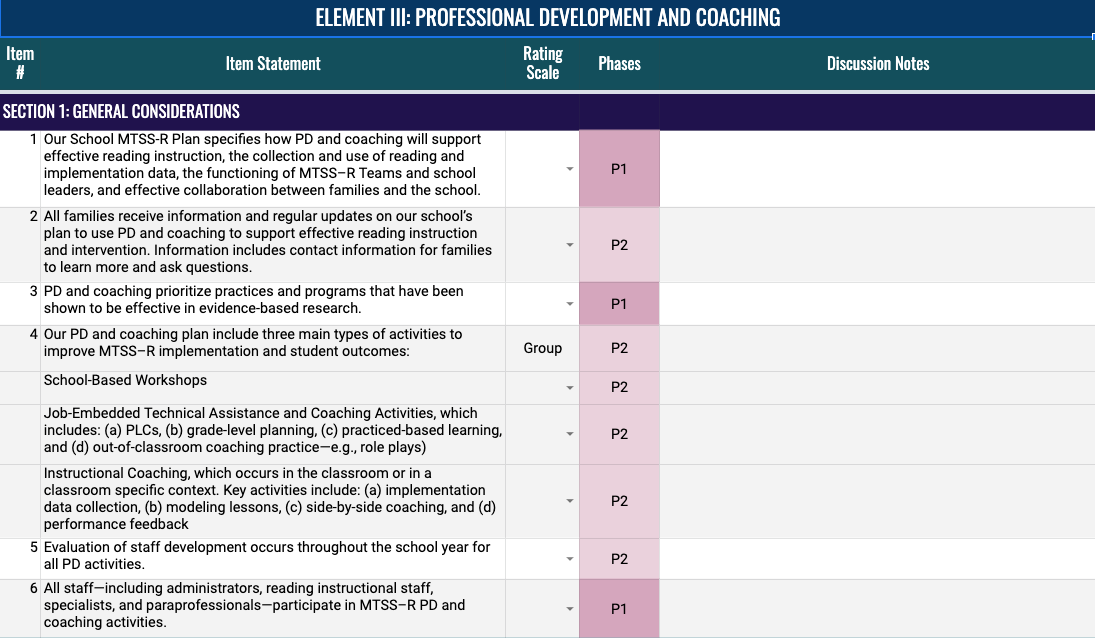 ELEMENT III: PROFESSIONAL DEVELOPMENT AND COACHING
Item
#
Item Statement
Rating
Scale
Phases
Discussion Notes
SECTION 1: GENERAL CONSIDERATIONS
1 Our School MTSS-R Plan specifies how PD and coaching will support
effective reading instruction, the collection and use of reading and
implementation data, the functioning of MTSS–R Teams and school
leaders, and effective collaboration between families and the school.
P1
2 All families receive information and regular updates on our school's
plan to use PD and coaching to support effective reading instruction
and intervention. Information includes contact information for families
to learn more and ask questions.
P2
3 PD and coaching prioritize practices and programs that have been
shown to be effective in evidence-based research.
P1
4 Our PD and coaching plan include three main types of activities to
improve MTSS–R implementation and student outcomes:
Group
P2
School-Based Workshops
P2
Job-Embedded Technical Assistance and Coaching Activities, which
includes: (a) PLCs, (b) grade-level planning, (c) practiced-based learning,
and (d) out-of-classroom coaching practice—e.g., role plays)
P2
Instructional Coaching, which occurs in the classroom or in a
classroom specific context. Key activities include: (a) implementation
data collection, (b) modeling lessons, (c) side-by-side coaching, and (d)
performance feedback
P2
5 Evaluation of staff development occurs throughout the school year for
all PD activities.
P2
6 All staff—including administrators, reading instructional staff,
specialists, and paraprofessionals—participate in MTSS–R PD and
coaching activities.
P1